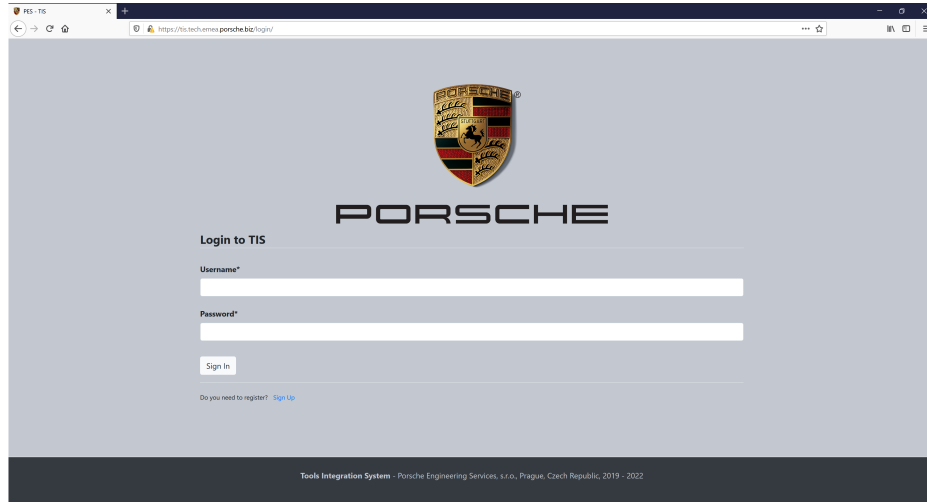 PES - TIS
https://tis.tech.emea.porsche.biz/login/
PORSCHE ®
STUTTGART
PORSCHE
Login to TIS
Username*
Password*
Sign In
Do you need to register? Sign Up
Tools Integration System - Porsche Engineering Services, s.r.o., Prague, Czech Republic, 2019 - 2022